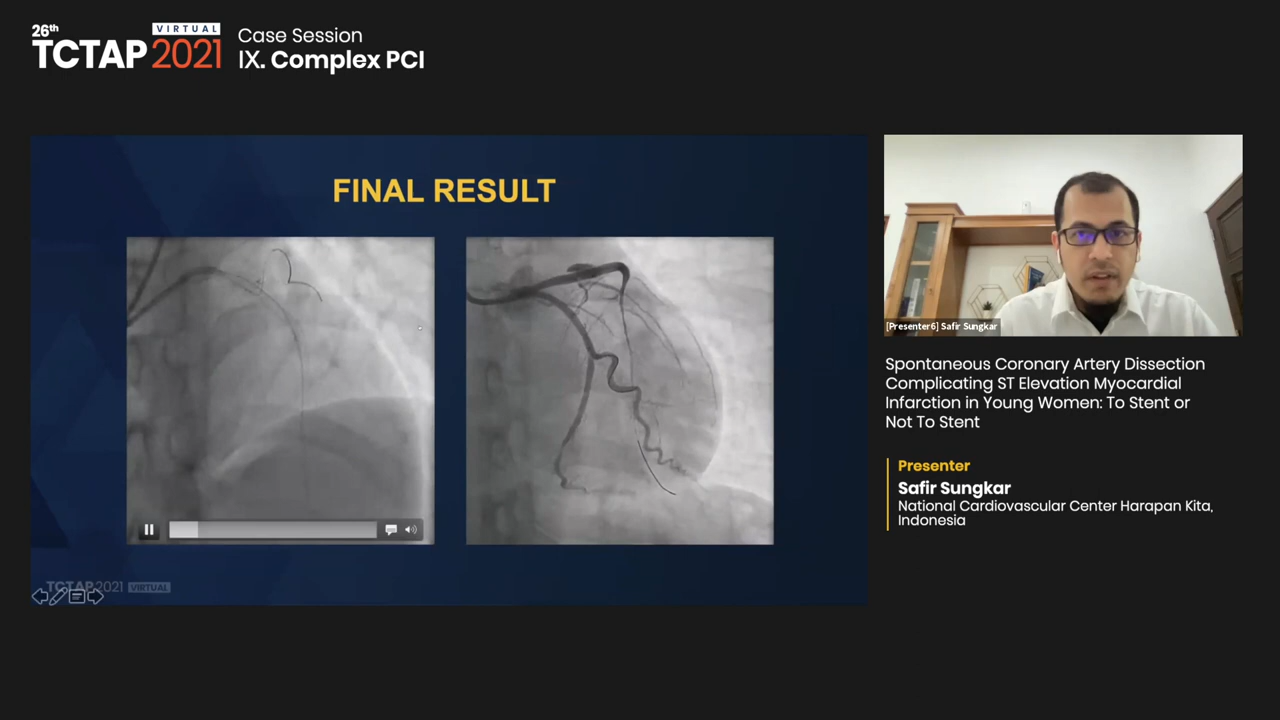 26th
VIRTUAL
TCTAP 2021
Case Session
IX. Complex PCI
FINAL RESULT
TCTAP 2021 VIRTUAL
[Presenter6] Safir Sungkar
Spontaneous Coronary Artery Dissection
Complicating ST Elevation Myocardial
Infarction in Young Women: To Stent or
Not To Stent
Presenter
Safir Sungkar
National Cardiovascular Center Harapan Kita,
Indonesia